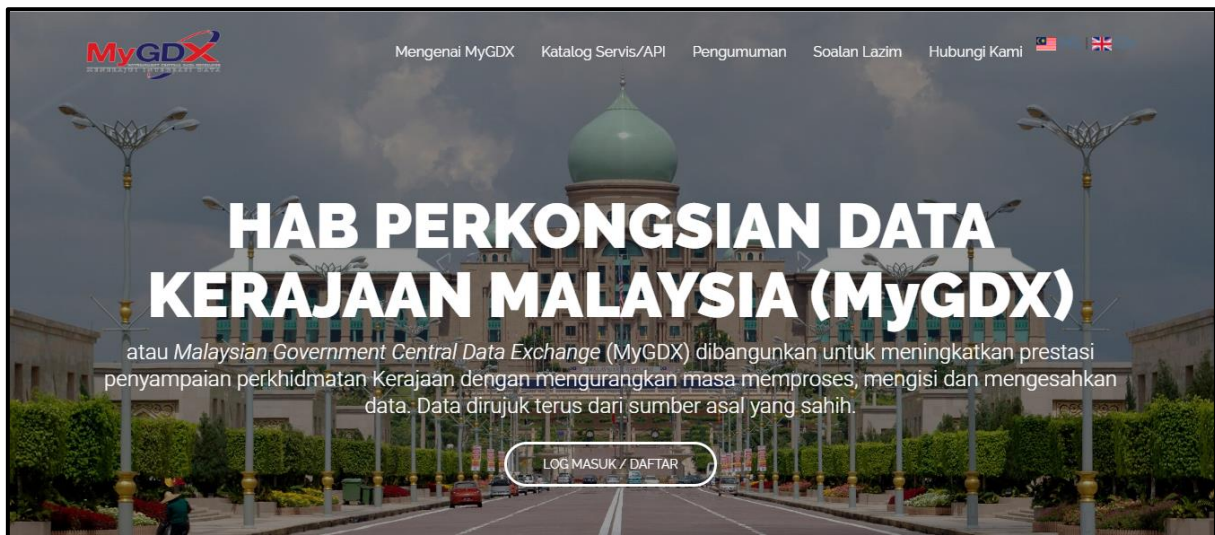 MyGDX
Mengenai MyGDX
Katalog Servis/API
Pengumuman
Soalan Lazim
Hubungi Kami
HAB PERKONGSIAN DATA
KERAJAAN MALAYSIA (MyGDX)
atau Malaysian Government Central Data Exchange (MyGDX) dibangunkan untuk meningkatkan prestasi
penyampaian perkhidmatan Kerajaan dengan mengurangkan masa memproses, mengisi dan mengesahkan
data. Data dirujuk terus dari sumber asal yang sahih.
LOG MASUK / DAFTAR